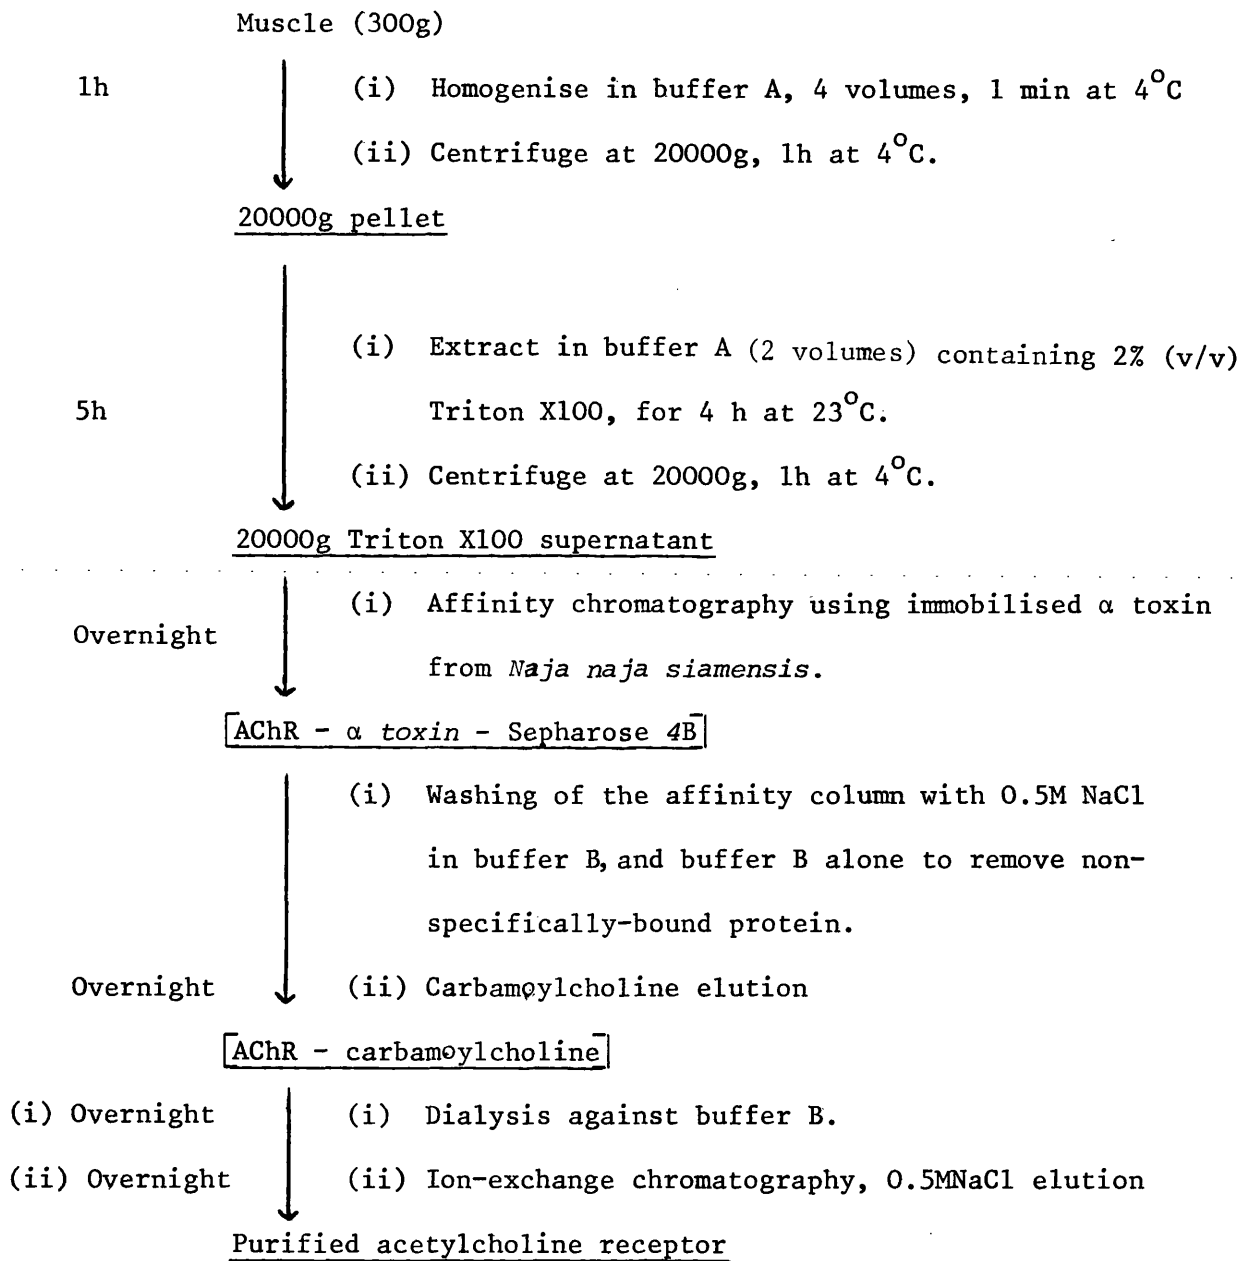 Muscle (300g)
1h (i) Homogenise in buffer A, 4 volumes, 1 min at 4°C
(ii) Centrifuge at 20000g, 1h at 4°C.
20000g pellet
(i) Extract in buffer A (2 volumes) containing 2% (v/v)
5h Triton X100, for 4 h at 23°C.
(ii) Centrifuge at 20000g, 1h at 4°C.
20000g Triton X100 supernatant
(i) Affinity chromatography using immobilised α toxin
Overnight
from Naja naja siamensis.
[AChR - α toxin - Sepharose 4B]
(i) Washing of the affinity column with 0.5M NaCl
in buffer B, and buffer B alone to remove non-
specifically-bound protein.
Overnight (ii) Carbamoylcholine elution
[AChR - carbamoylcholine]
(i) Overnight (i) Dialysis against buffer B.
(ii) Overnight (ii) Ion-exchange chromatography, 0.5MNaCl elution
Purified acetylcholine receptor